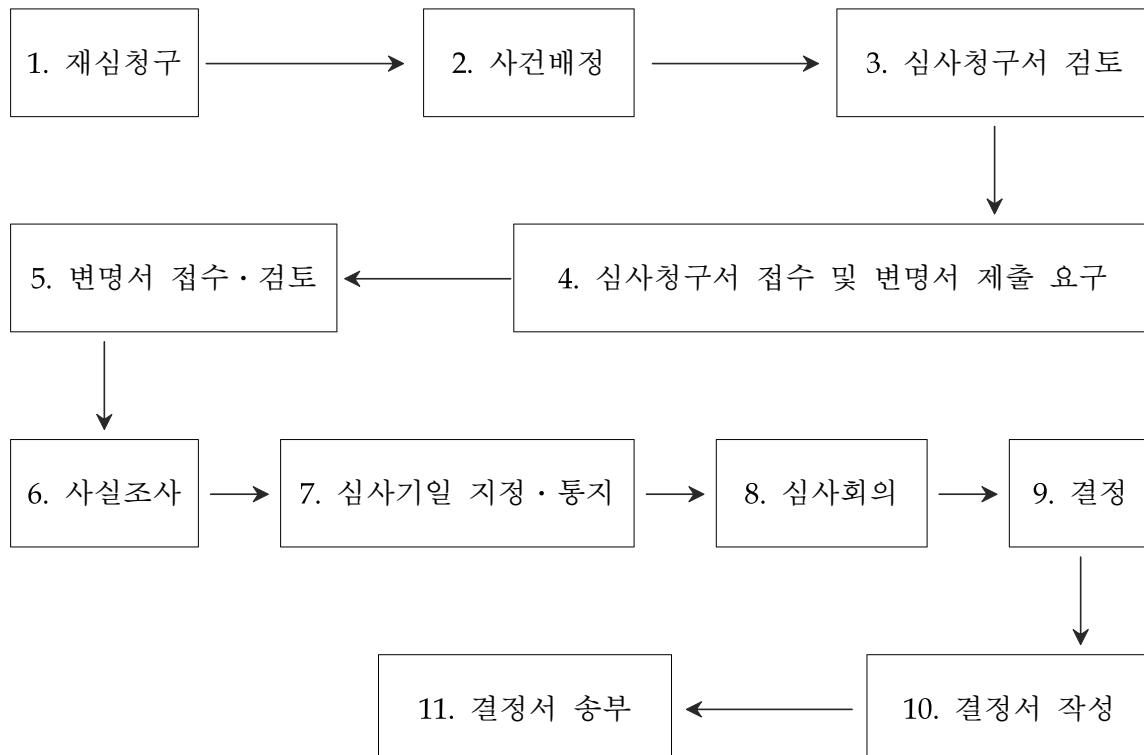 1. 재심청구
2. 사건배정
3. 심사청구서 검토
4. 심사청구서 접수 및 변명서 제출 요구
5. 변명서 접수·검토
6. 사실조사
7. 심사기일 지정·통지
8. 심사회의
9. 결정
10. 결정서 작성
11. 결정서 송부